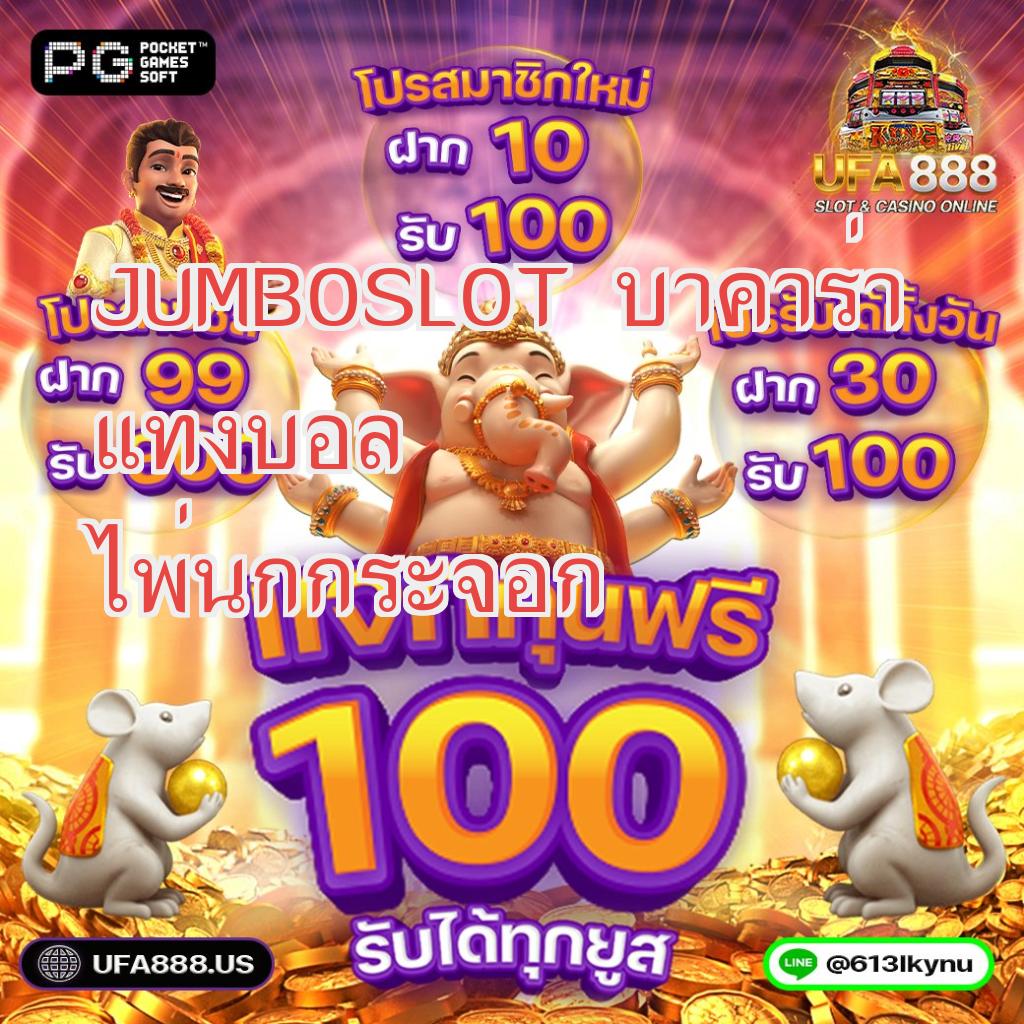 PG POCKET GAMES SOFT™
โปรสมาชิกใหม่
ฝาก 10
รับ 100
UFA888
SLOT & CASINO ONLINE
JUMBOSLOT บาคาร่า
แทงบอล
ไพ่นกกระจอก
ฝาก 99
รับ
ฝาก 30
รับ 100
100
รับได้ทุกยูส
UFA888.US
LINE @613lkynu